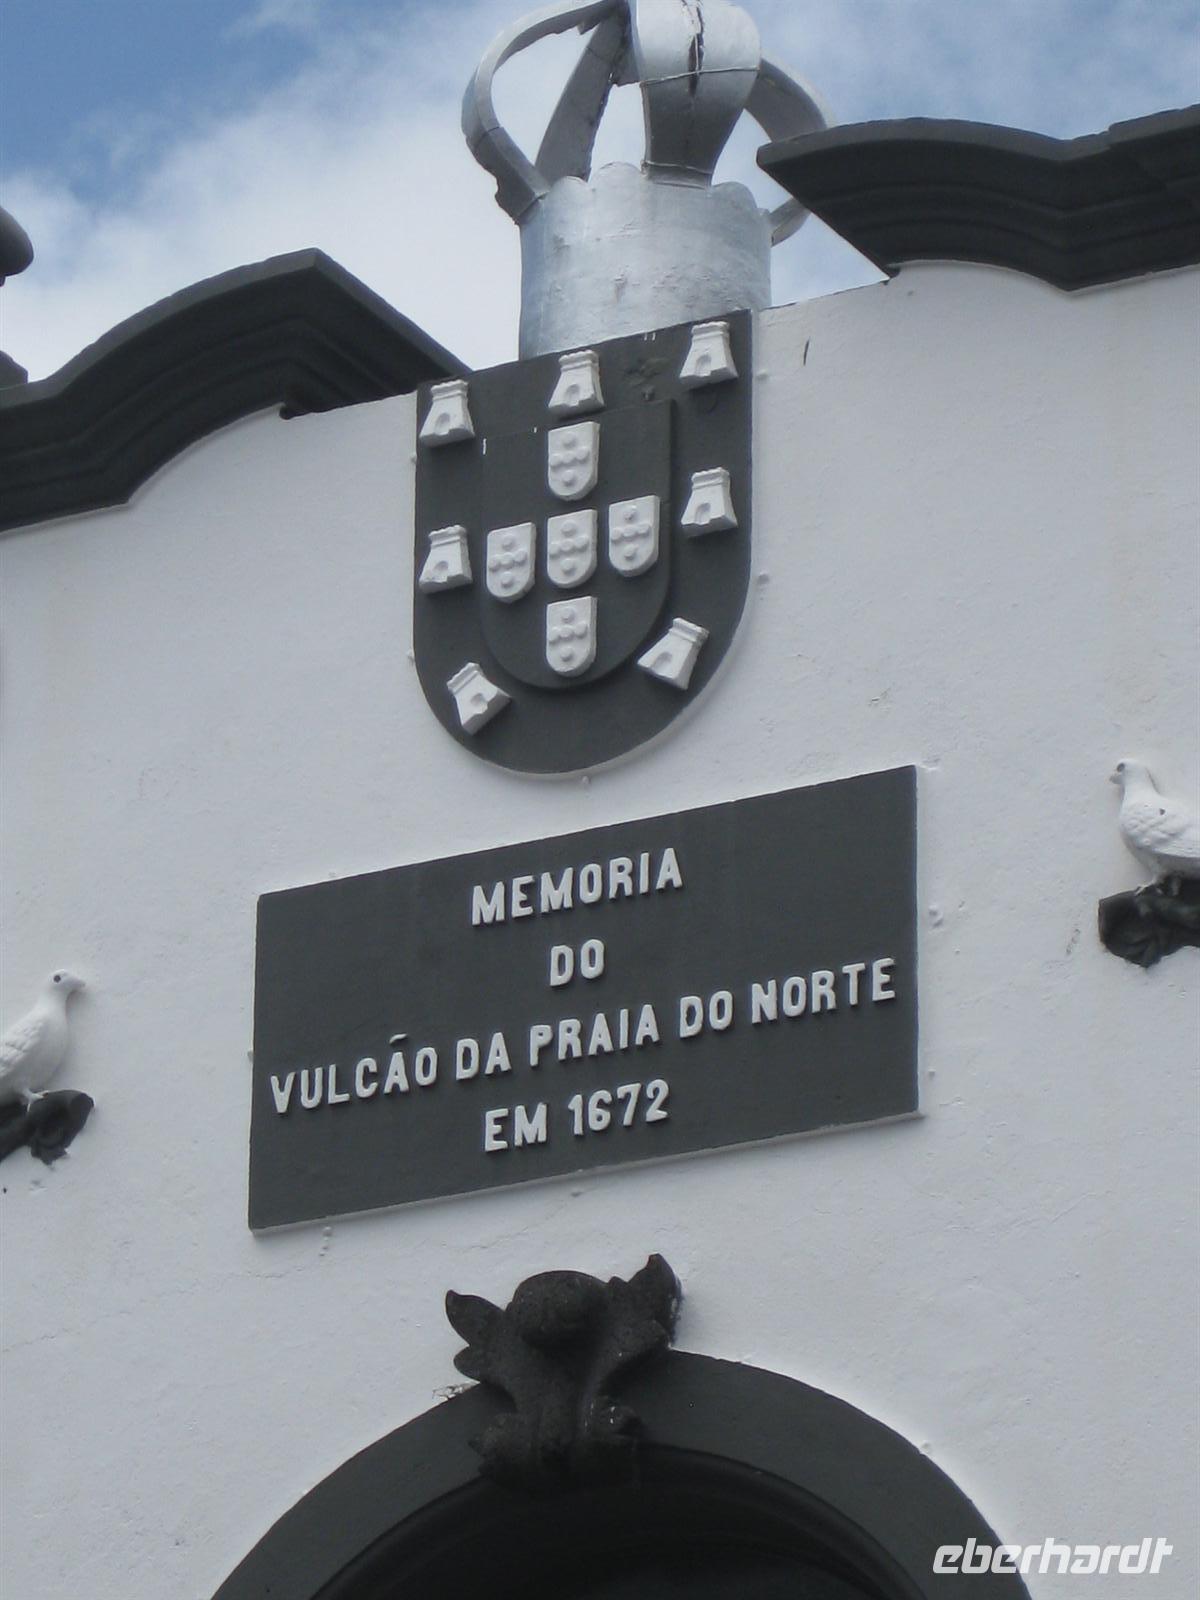 MEMORIA
DO
VULCÃO DA PRAIA DO NORTE
EM 1672
eberhardt